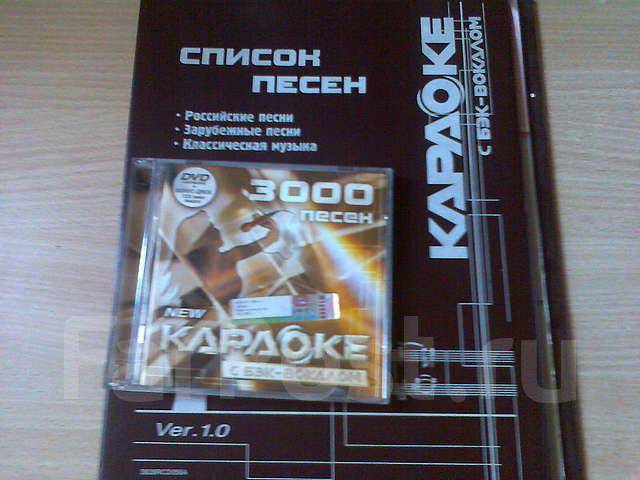 СПИСОК
ПЕСЕН
• Российские песни
• Зарубежные песни
• Классическая музыка
КАРАОКЕ
С БЭК-ВОКАЛОМ
DVD
3000
песен
NEW
КАРАОКЕ
С БЭК-ВОКАЛОМ
Ver.1.0